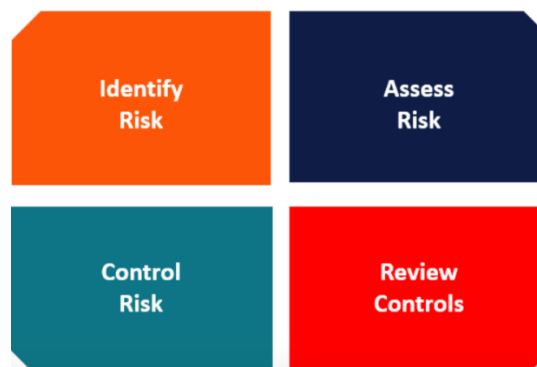 Identify
Risk
Assess
Risk
Control
Risk
Review
Controls